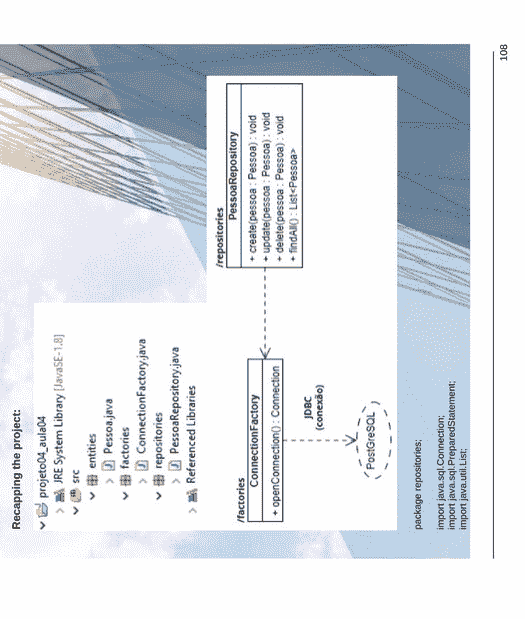 108
Recapping the project:
projeto04_aula04
JRE System Library [JavaSE-1.8]
src
entities
Pessoa.java
factories
ConnectionFactory.java
repositories
PessoaRepository.java
Referenced Libraries
/repositories
PessoaRepository
+ create(pessoa : Pessoa) : void
+ update(pessoa : Pessoa) : void
+ delete(pessoa : Pessoa) : void
+ findAll() : List<Pessoa>
/factories
ConnectionFactory
+ openConnection() : Connection
JDBC
(conexão)
PostGreSQL
package repositories;
import java.sql.Connection;
import java.sql.PreparedStatement;
import java.util.List;